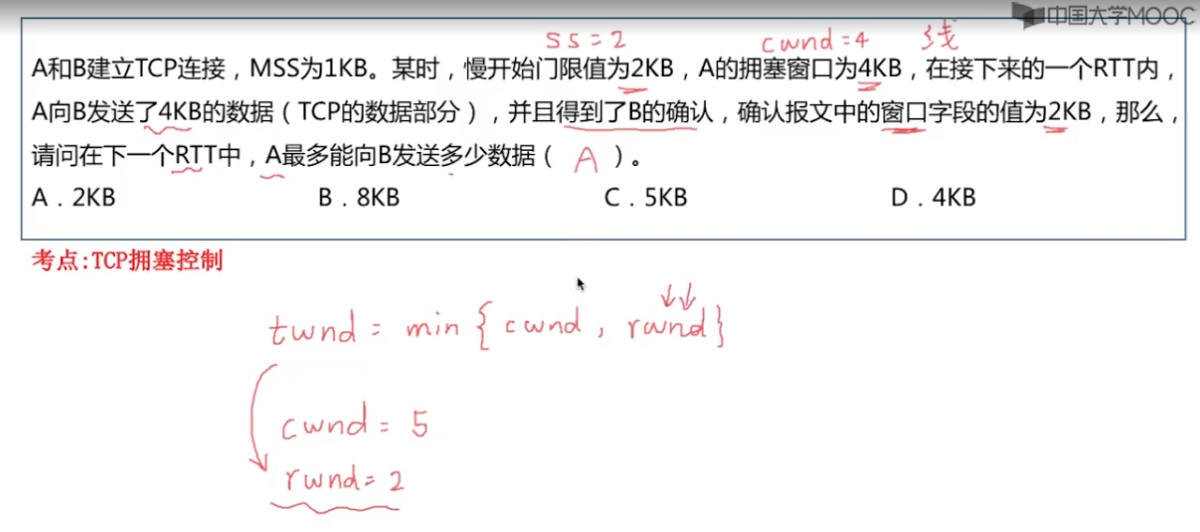 中国大学MOOC
ss=2 cwnd=4 线
A和B建立TCP连接，MSS为1KB。某时，慢开始门限值为2KB，A的拥塞窗口为4KB，在接下来的一个RTT内，
A向B发送了4KB的数据（TCP的数据部分），并且得到了B的确认，确认报文中的窗口字段的值为2KB，那么，
请问在下一个RTT中，A最多能向B发送多少数据（ A ）。
A．2KB B．8KB C．5KB D．4KB
考点:TCP拥塞控制
twnd = min { cwnd, rwnd}
cwnd = 5
rwnd= 2